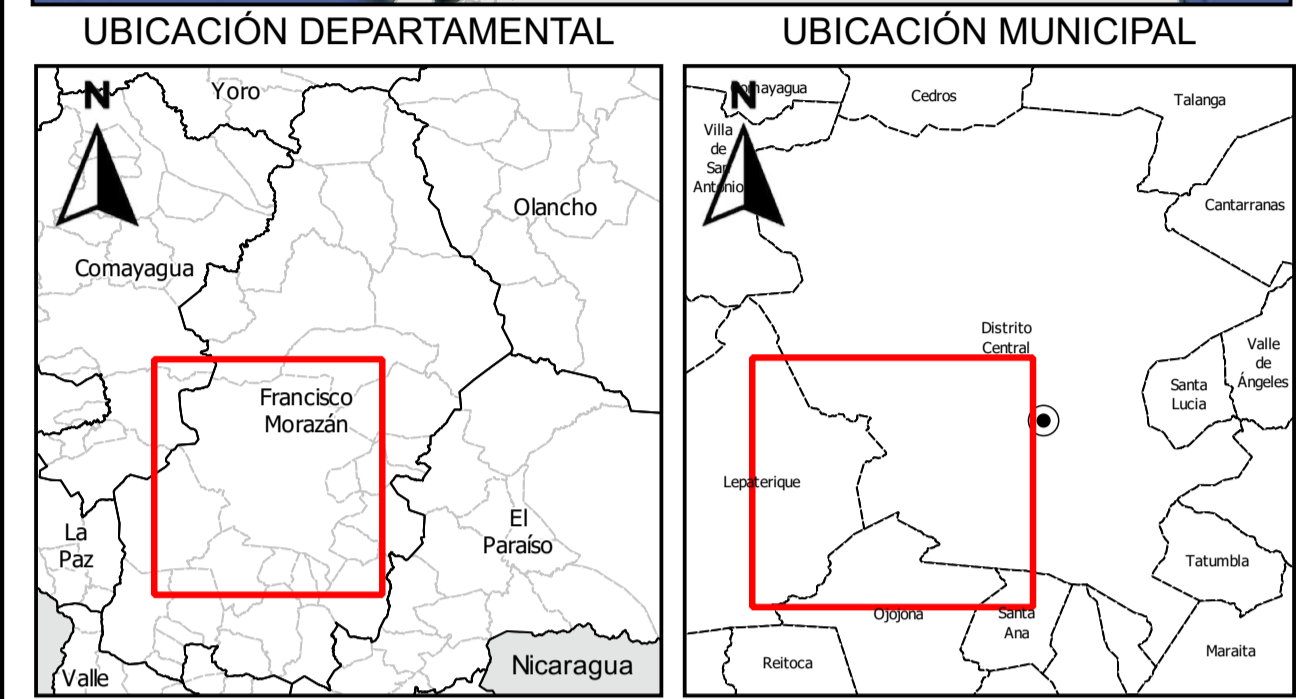 UBICACIÓN DEPARTAMENTAL
N
Yoro
Olancho
Comayagua
Francisco
Morazán
La
Paz
El
Paraíso
Nicaragua
Valle
UBICACIÓN MUNICIPAL
N
Comayagua
Cedros
Talanga
Villa
de
San
Antonio
Cantarranas
Distrito
Central
Valle
de
Ángeles
Santa
Lucia
Lepaterique
Tatumbla
Ojojona
Santa
Ana
Maraita
Reitoca